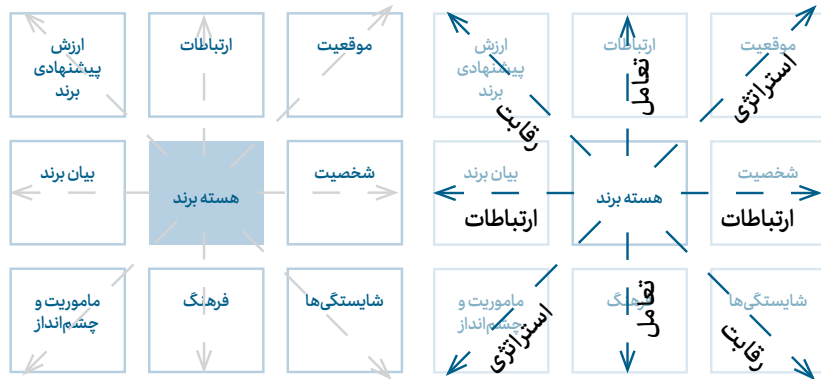 موقعیت
ارتباطات
ارزش
پیشنهادی
برند
شخصیت
هسته برند
بیان برند
شایستگی‌ها
فرهنگ
ماموریت و
چشم‌انداز
موقعیت
ارتباطات
ارزش
پیشنهادی
برند
استراتژی
تعامل
رقابت
شخصیت
هسته برند
بیان برند
ارتباطات
ارتباطات
شایستگی‌ها
فرهنگ
ماموریت و
چشم‌انداز
رقابت
تعامل
استراتژی